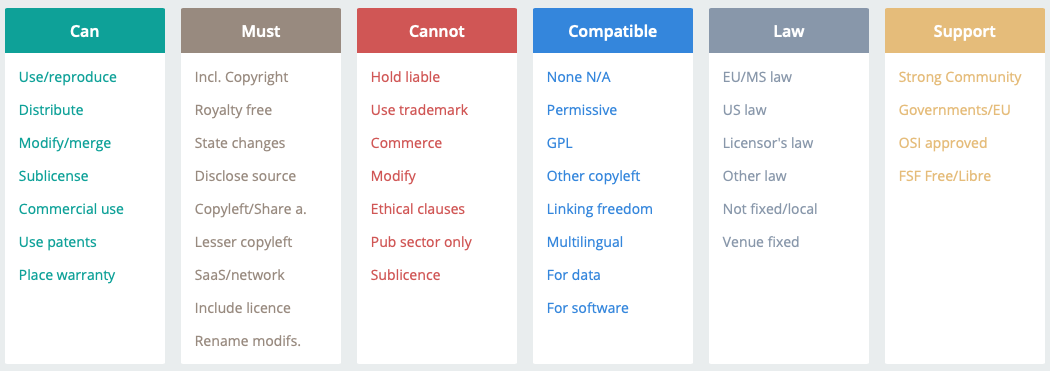 Can
Use/reproduce
Distribute
Modify/merge
Sublicense
Commercial use
Use patents
Place warranty
Must
Incl. Copyright
Royalty free
State changes
Disclose source
Copyleft/Share a.
Lesser copyleft
SaaS/network
Include licence
Rename modifs.
Cannot
Hold liable
Use trademark
Commerce
Modify
Ethical clauses
Pub sector only
Sublicence
Compatible
None N/A
Permissive
GPL
Other copyleft
Linking freedom
Multilingual
For data
For software
Law
EU/MS law
US law
Licensor's law
Other law
Not fixed/local
Venue fixed
Support
Strong Community
Governments/EU
OSI approved
FSF Free/Libre